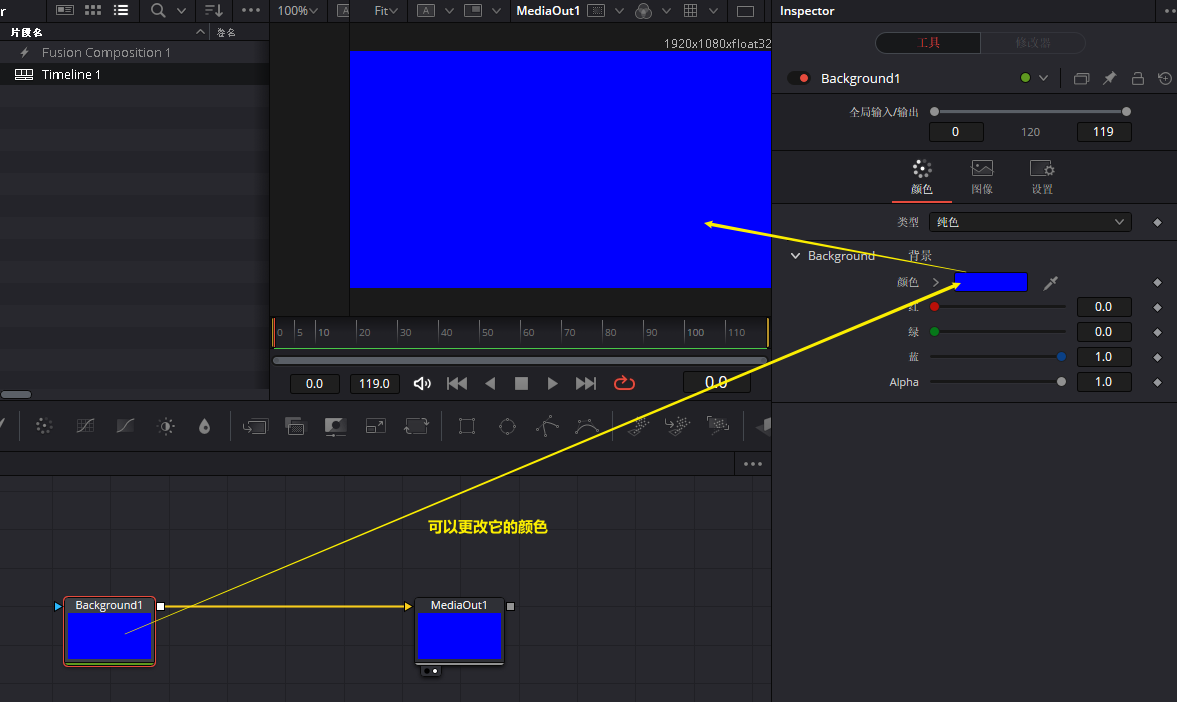 r
100%
A
Fit
A
MediaOut1
Inspector
片段名
卷名
Fusion Composition 1
Timeline 1
1920x1080xfloat32
工具
修改器
Background1
全局输入/输出
0
120
119
颜色
图像
设置
类型
纯色
Background
背景
颜色
红
0.0
绿
0.0
蓝
1.0
Alpha
1.0
0
5
10
20
30
40
50
60
70
80
90
100
110
0.0
119.0
0.0
可以更改它的颜色
Background1
MediaOut1